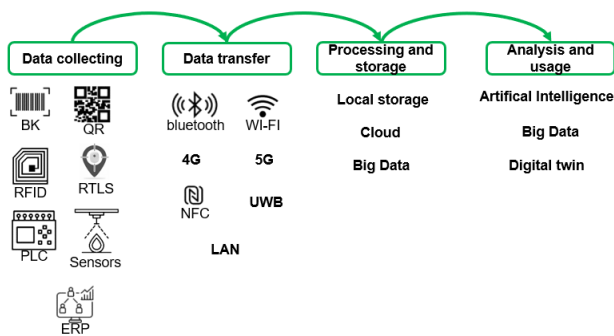 Data collecting
Data transfer
Processing and
storage
Analysis and
usage
BK
QR
RFID
RTLS
PLC
Sensors
ERP
bluetooth
WI-FI
4G
5G
NFC
UWB
LAN
Local storage
Cloud
Big Data
Artifical Intelligence
Big Data
Digital twin